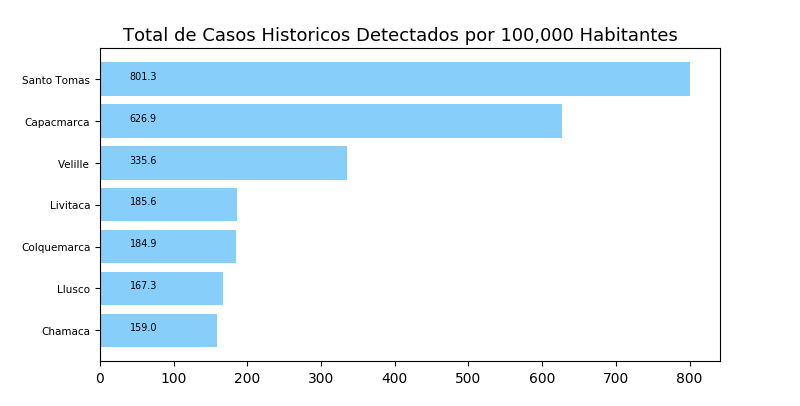 Total de Casos Historicos Detectados por 100,000 Habitantes
Santo Tomas 801.3
Capacmarca 626.9
Velille 335.6
Livitaca 185.6
Colquemarca 184.9
Llusco 167.3
Chamaca 159.0
0 100 200 300 400 500 600 700 800